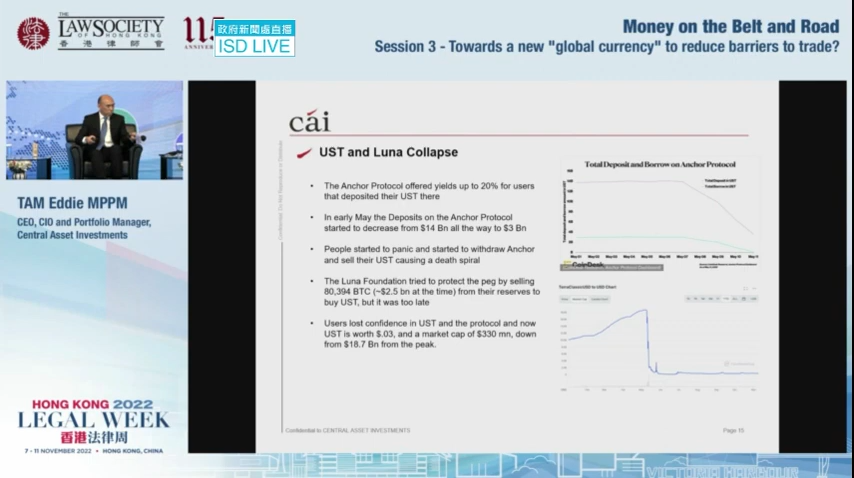 THE LAW SOCIETY
OF HONG KONG
香港律師會
115
ANNIVERS
政府新聞處直播
ISD LIVE
Money on the Belt and Road
Session 3 - Towards a new "global currency" to reduce barriers to trade?
TAM Eddie MPPM
CEO, CIO and Portfolio Manager,
Central Asset Investments
HONG KONG 2022
LEGAL WEEK
香港法律周
7 - 11 NOVEMBER 2022 • HONG KONG, CHINA
cái
UST and Luna Collapse
• The Anchor Protocol offered yields up to 20% for users
that deposited their UST there
• In early May the Deposits on the Anchor Protocol
started to decrease from $14 Bn all the way to $3 Bn
• People started to panic and started to withdraw Anchor
and sell their UST causing a death spiral
• The Luna Foundation tried to protect the peg by selling
80,394 BTC (~$2.5 bn at the time) from their reserves to
buy UST, but it was too late
• Users lost confidence in UST and the protocol and now
UST is worth $.03, and a market cap of $330 mn, down
from $18.7 Bn from the peak.
Total Deposit and Borrow on Anchor Protocol
CoinDesk
Confidential to CENTRAL ASSET INVESTMENTS
Page 15
VICTORIA HARBOUR